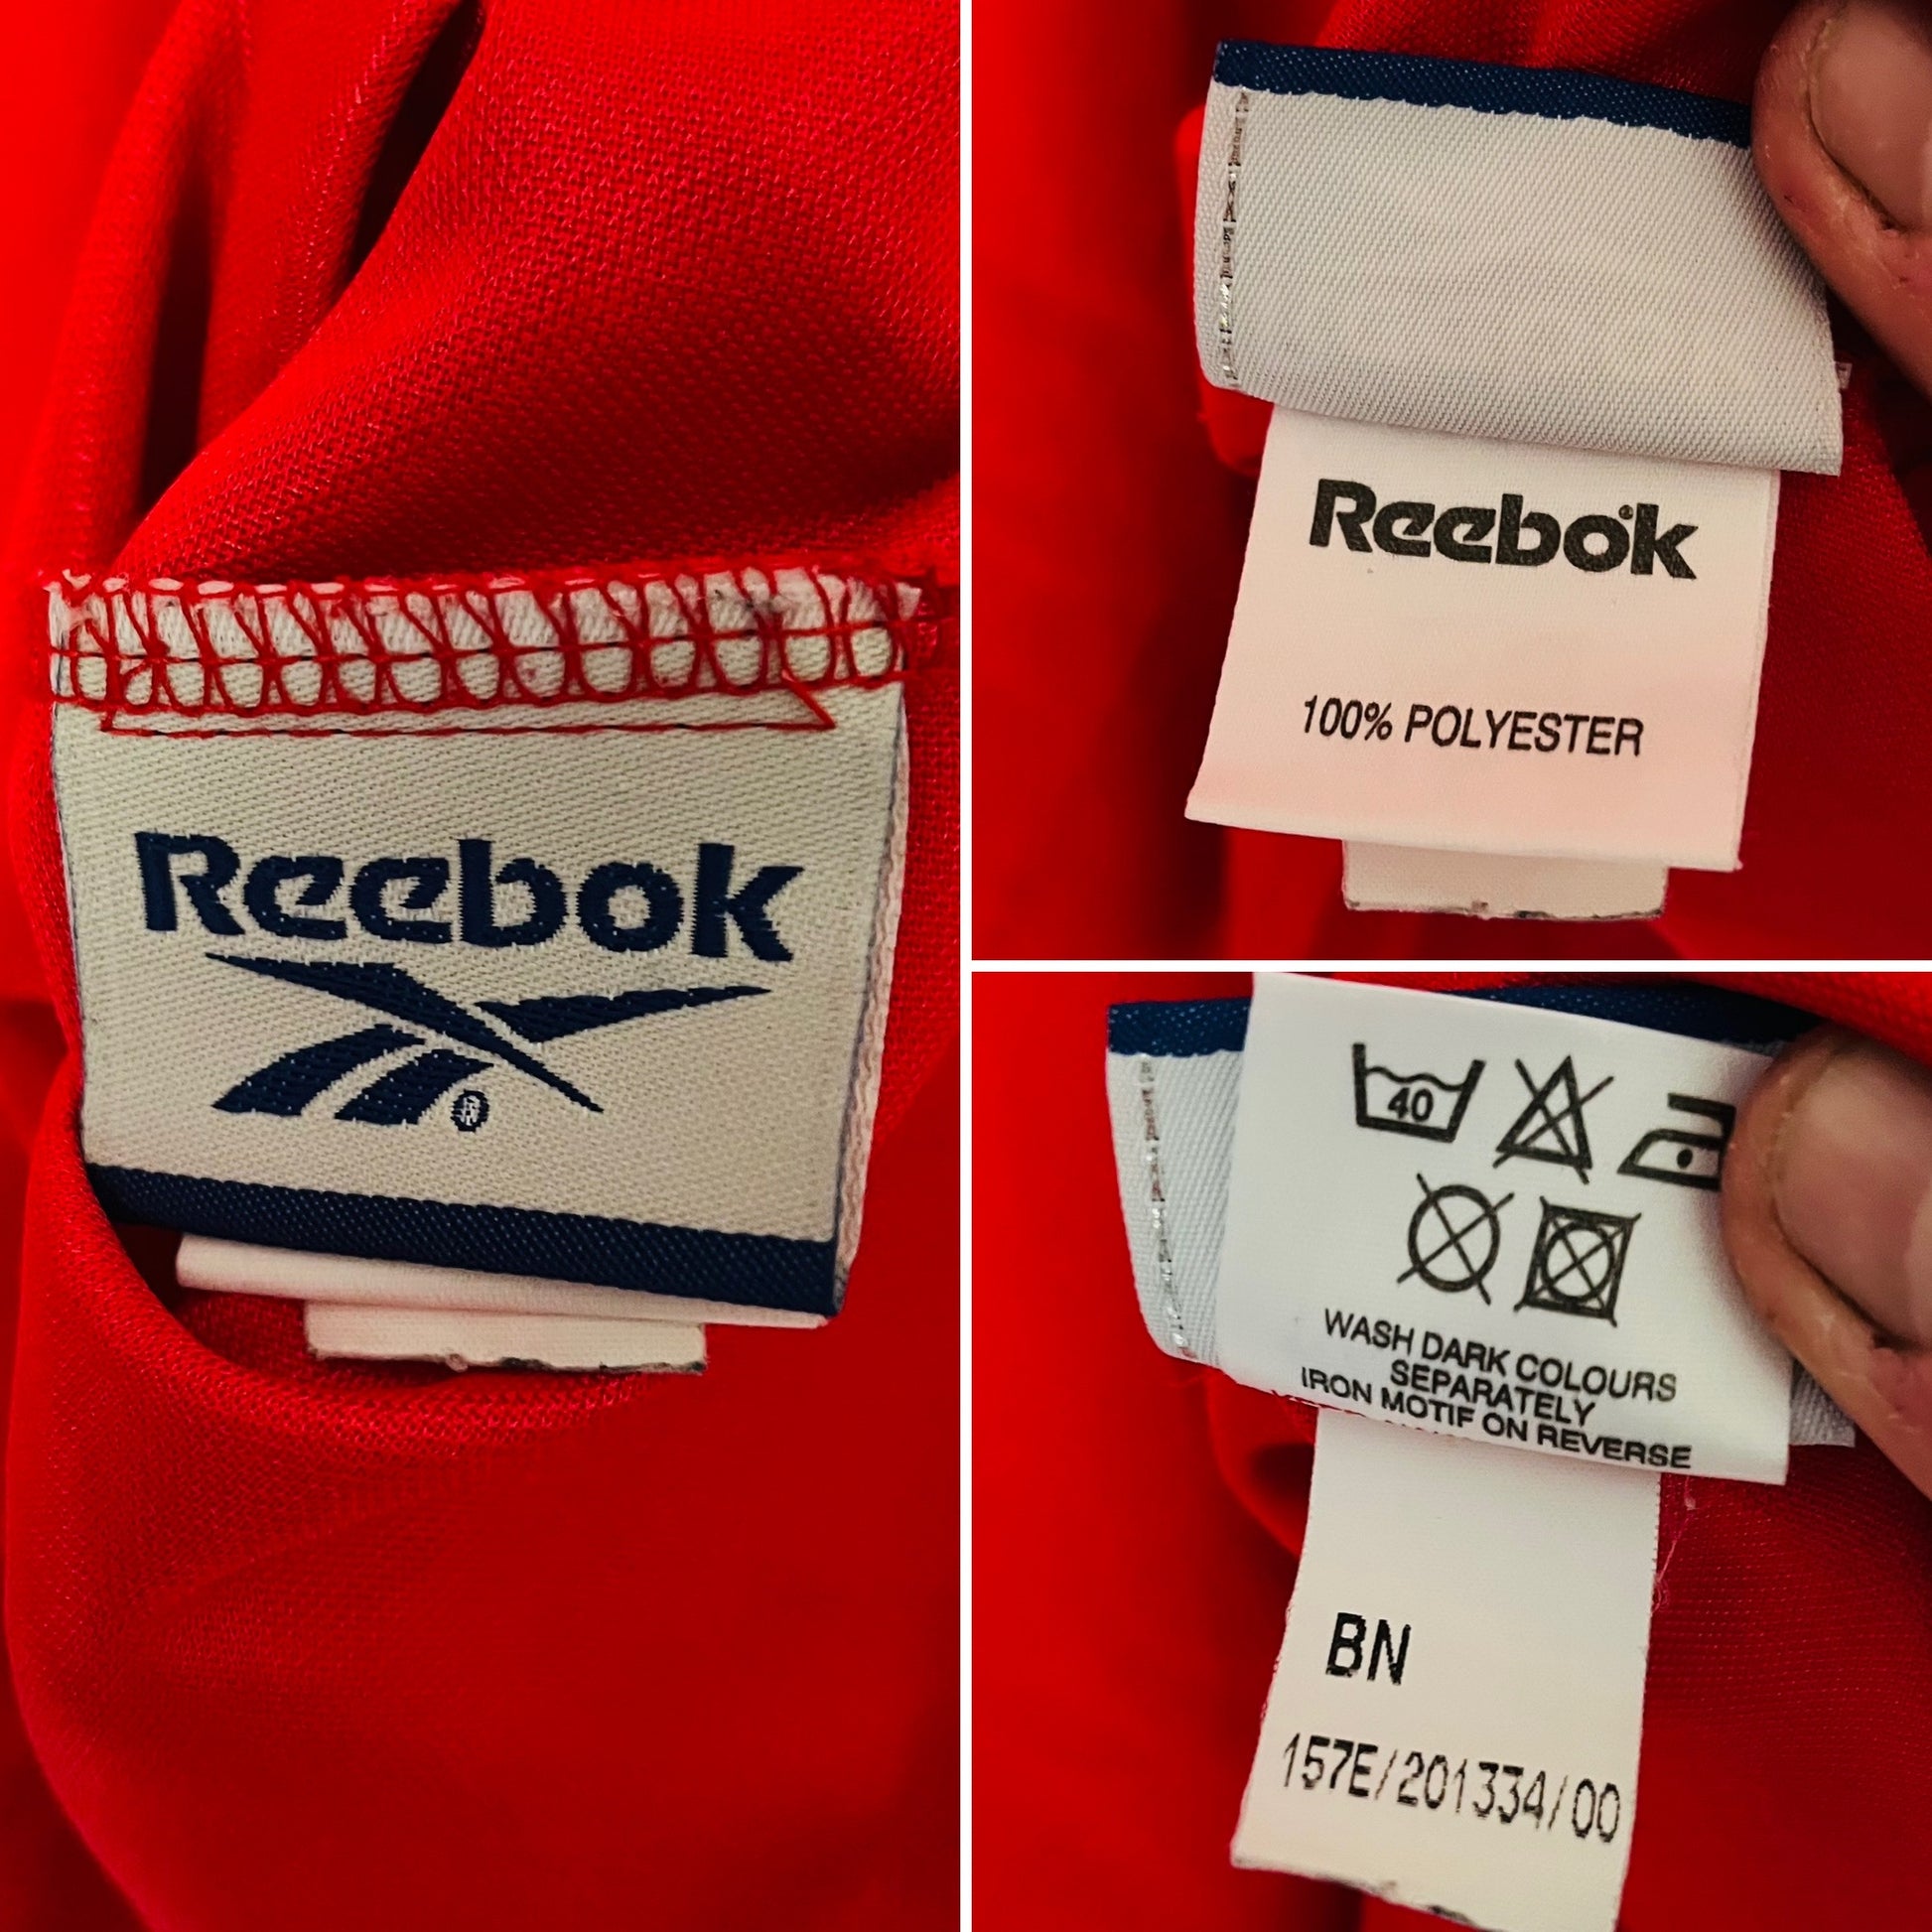 Reebok
®
Reebok®
100% POLYESTER
40
WASH DARK COLOURS
SEPARATELY
IRON MOTIF ON REVERSE
BN
157E/201334/00